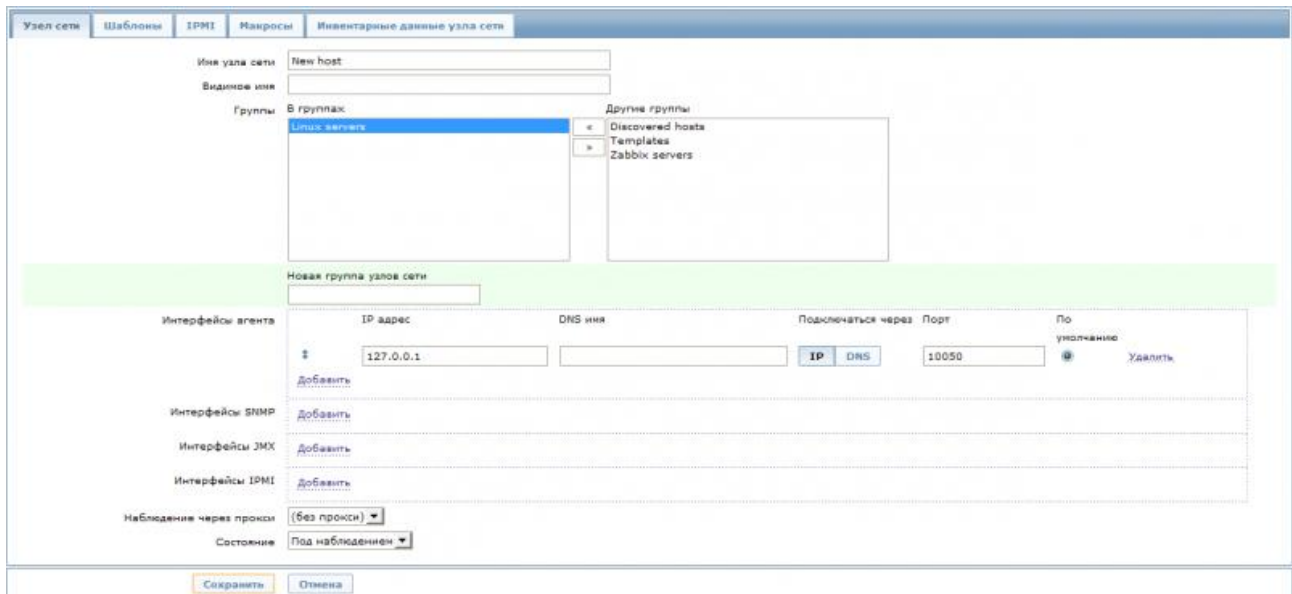 Узел сети Шаблоны IPMI Макросы Инвентарные данные узла сети
Имя узла сети New host
Видимое имя
Группы В группах Другие группы
Linux servers « Discovered hosts
» Templates
Zabbix servers
Новая группа узлов сети
Интерфейсы агента IP адрес DNS имя Подключаться через Порт По умолчанию
127.0.0.1 IP DNS 10050 Удалить
Добавить
Интерфейсы SNMP Добавить
Интерфейсы JMX Добавить
Интерфейсы IPMI Добавить
Наблюдение через прокси (без прокси)
Состояние Под наблюдением
Сохранить Отмена